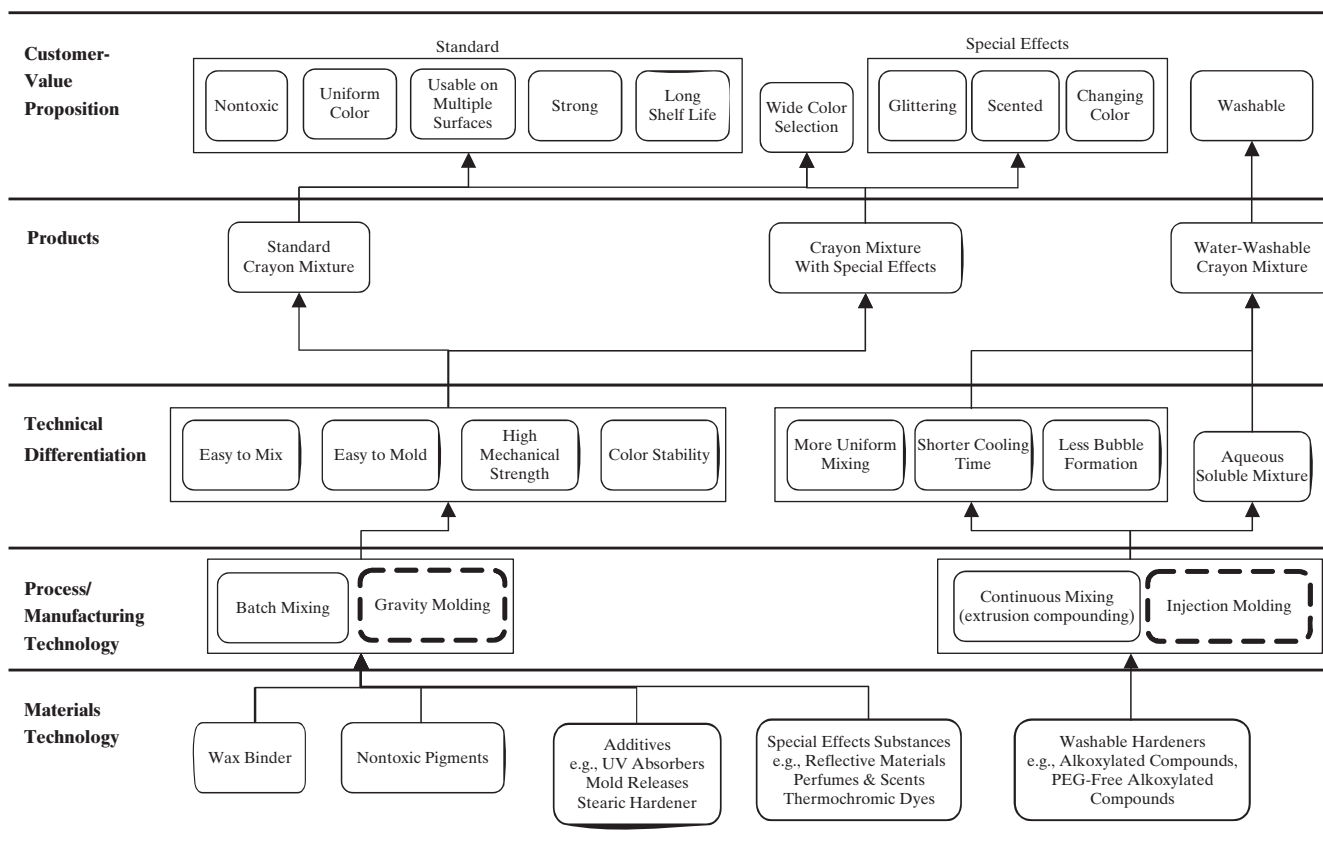 Customer-
Value
Proposition
Standard
Nontoxic
Uniform
Color
Usable on
Multiple
Surfaces
Strong
Long
Shelf Life
Wide Color
Selection
Special Effects
Glittering
Scented
Changing
Color
Washable
Products
Standard
Crayon Mixture
Crayon Mixture
With Special Effects
Water-Washable
Crayon Mixture
Technical
Differentiation
Easy to Mix
Easy to Mold
High
Mechanical
Strength
Color Stability
More Uniform
Mixing
Shorter Cooling
Time
Less Bubble
Formation
Aqueous
Soluble Mixture
Process/
Manufacturing
Technology
Batch Mixing
Gravity Molding
Continuous Mixing
(extrusion compounding)
Injection Molding
Materials
Technology
Wax Binder
Nontoxic Pigments
Additives
e.g., UV Absorbers
Mold Releases
Stearic Hardener
Special Effects Substances
e.g., Reflective Materials
Perfumes & Scents
Thermochromic Dyes
Washable Hardeners
e.g., Alkoxylated Compounds,
PEG-Free Alkoxylated
Compounds